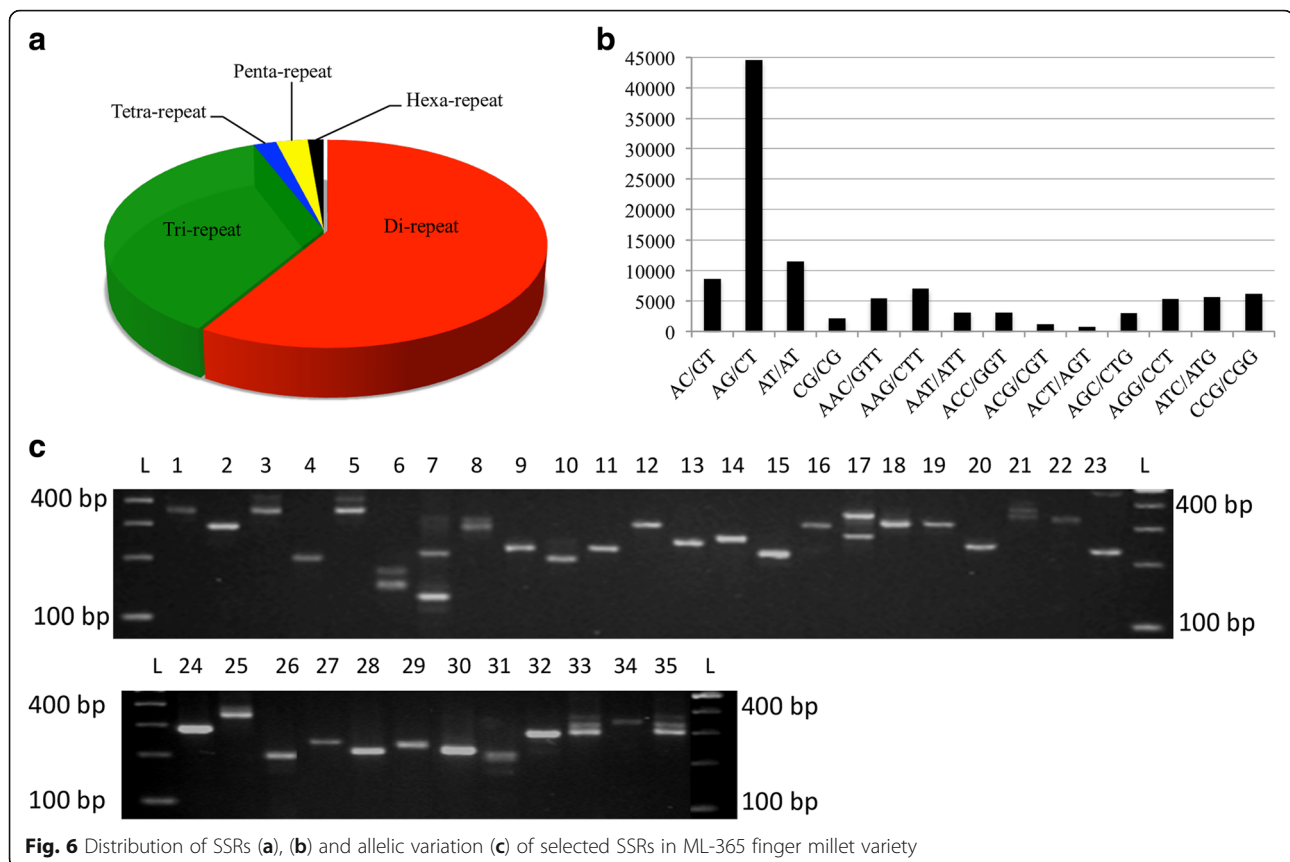 a
Penta-repeat
Tetra-repeat
Hexa-repeat
Tri-repeat
Di-repeat
b
45000
40000
35000
30000
25000
20000
15000
10000
5000
0
AC/GT
AG/CT
AT/AT
CG/CG
AAC/GTT
AAG/CTT
AAT/ATT
ACC/GGT
ACG/CGT
ACT/AGT
AGC/CTG
AGG/CCT
ATC/ATG
CCG/CGG
c
L 1 2 3 4 5 6 7 8 9 10 11 12 13 14 15 16 17 18 19 20 21 22 23 L
400 bp 400 bp
100 bp 100 bp
L 24 25 26 27 28 29 30 31 32 33 34 35 L
400 bp 400 bp
100 bp 100 bp
Fig. 6 Distribution of SSRs (a), (b) and allelic variation (c) of selected SSRs in ML-365 finger millet variety